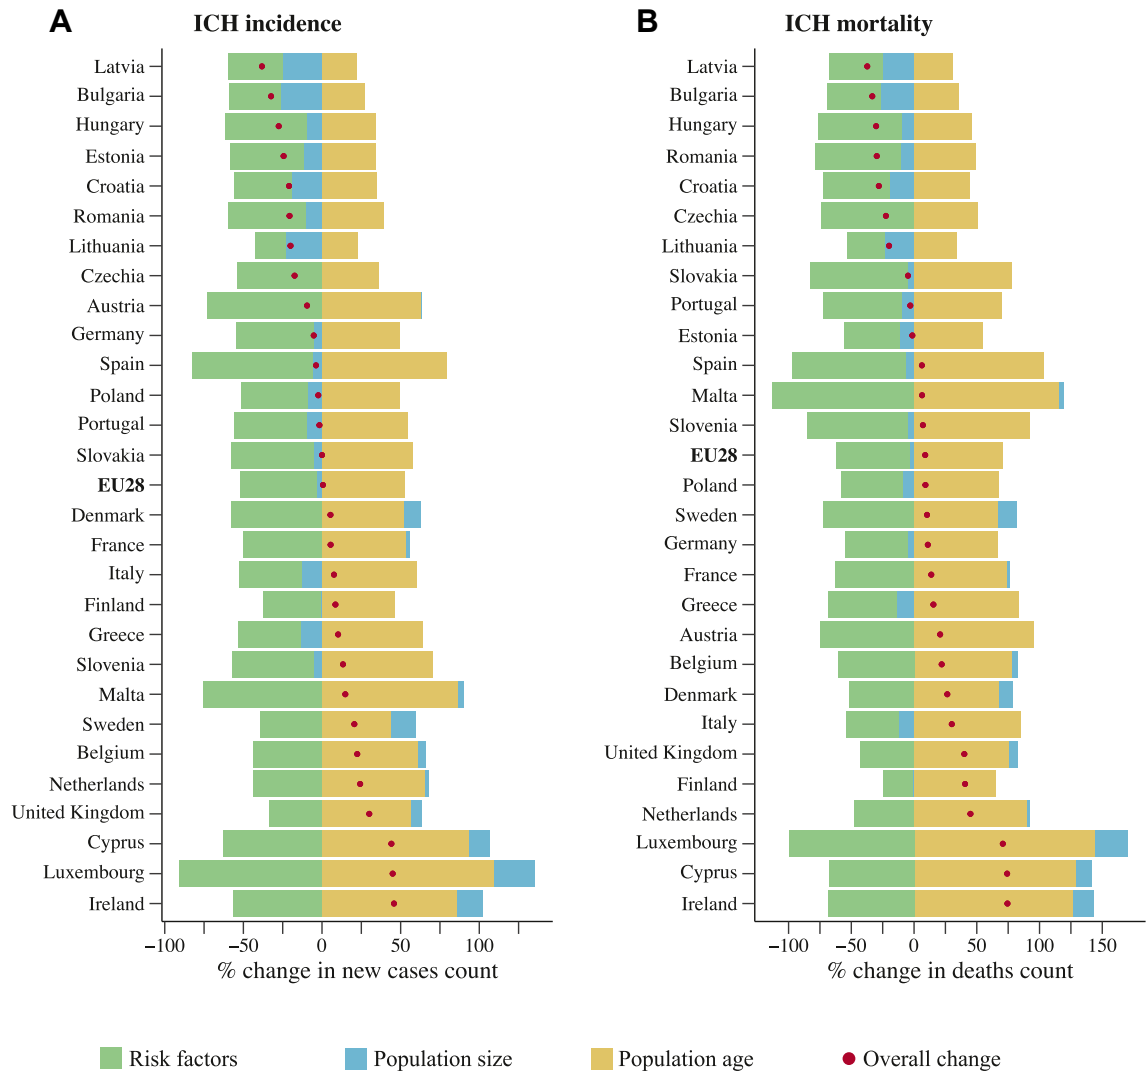 A
ICH incidence
Latvia
Bulgaria
Hungary
Estonia
Croatia
Romania
Lithuania
Czechia
Austria
Germany
Spain
Poland
Portugal
Slovakia
EU28
Denmark
France
Italy
Finland
Greece
Slovenia
Malta
Sweden
Belgium
Netherlands
United Kingdom
Cyprus
Luxembourg
Ireland
−100 −50 0 50 100
% change in new cases count
B
ICH mortality
Latvia
Bulgaria
Hungary
Romania
Croatia
Czechia
Lithuania
Slovakia
Portugal
Estonia
Spain
Malta
Slovenia
EU28
Poland
Sweden
Germany
France
Greece
Austria
Belgium
Denmark
Italy
United Kingdom
Finland
Netherlands
Luxembourg
Cyprus
Ireland
−100 −50 0 50 100 150
% change in deaths count
Risk factors Population size Population age Overall change